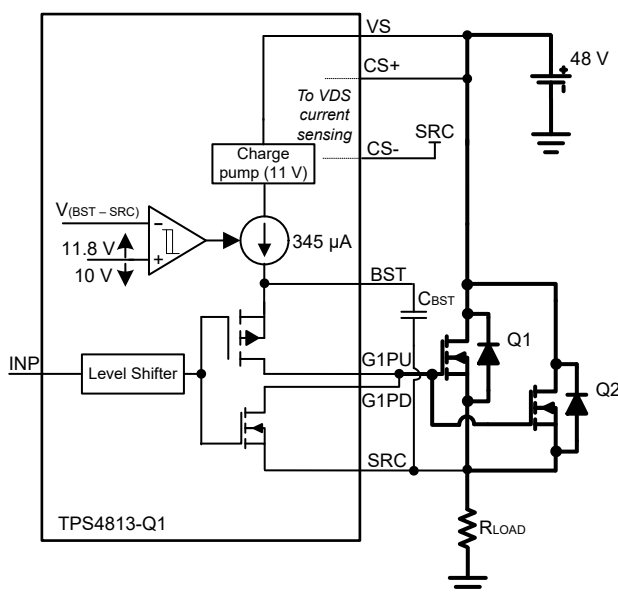 VS
48 V
CS+
To VDS
current
sensing
SRC
CS-
Charge
pump (11 V)
V(BST – SRC)
345 µA
11.8 V
10 V
BST
CBST
Q1
INP
Level Shifter
G1PU
G1PD
Q2
SRC
RLOAD
TPS4813-Q1